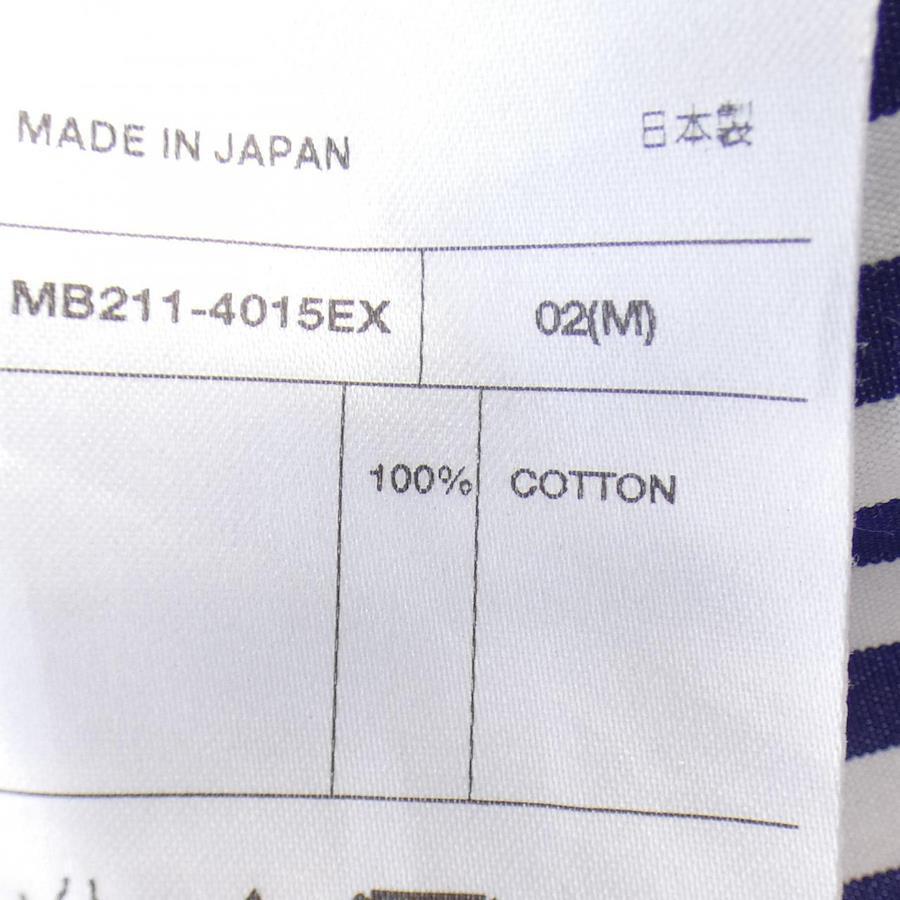 MADE IN JAPAN 日本製
MB211-4015EX 02(M)
100% COTTON